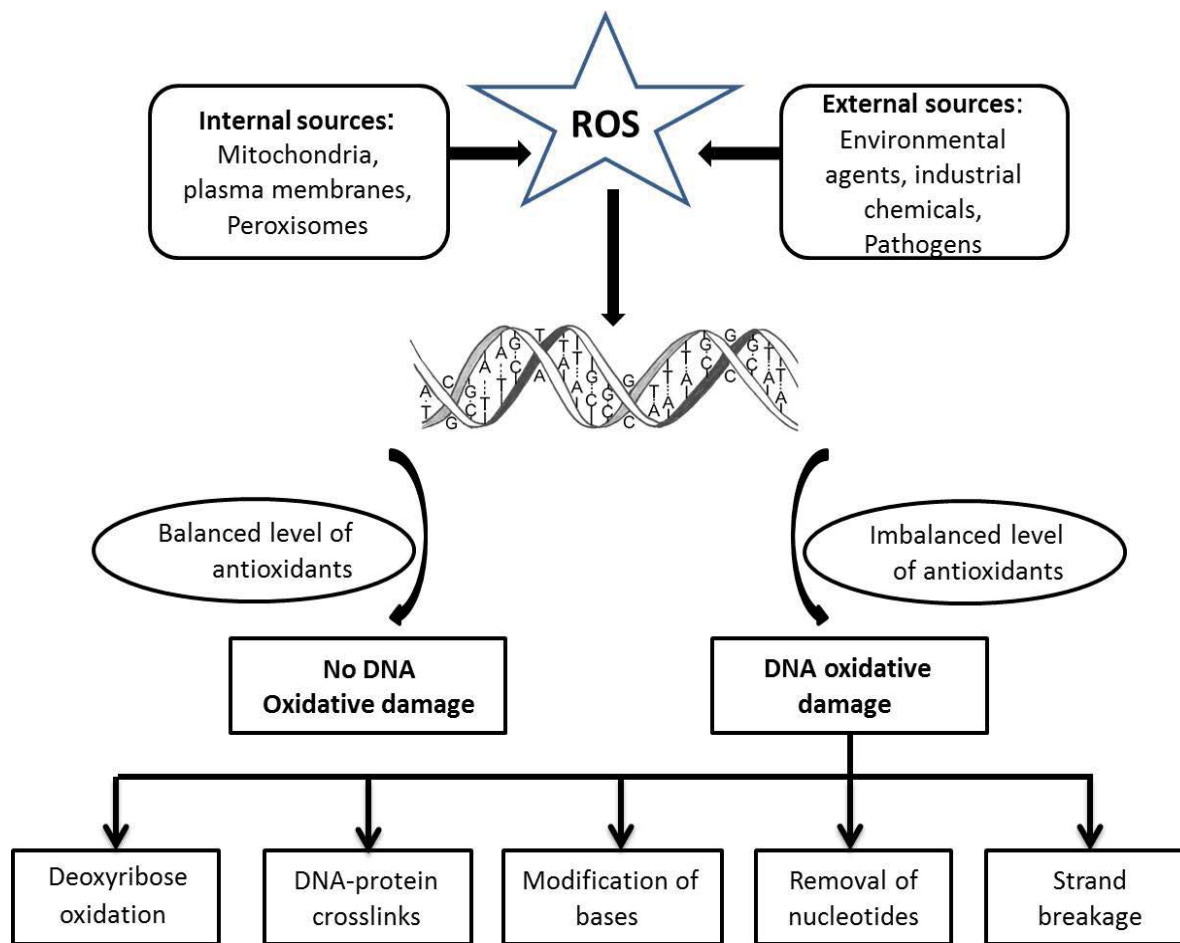 ROS
Internal sources:
Mitochondria,
plasma membranes,
Peroxisomes
External sources:
Environmental
agents, industrial
chemicals,
Pathogens
Balanced level of
antioxidants
Imbalanced level
of antioxidants
No DNA
Oxidative damage
DNA oxidative
damage
Deoxyribose
oxidation
DNA-protein
crosslinks
Modification of
bases
Removal of
nucleotides
Strand
breakage